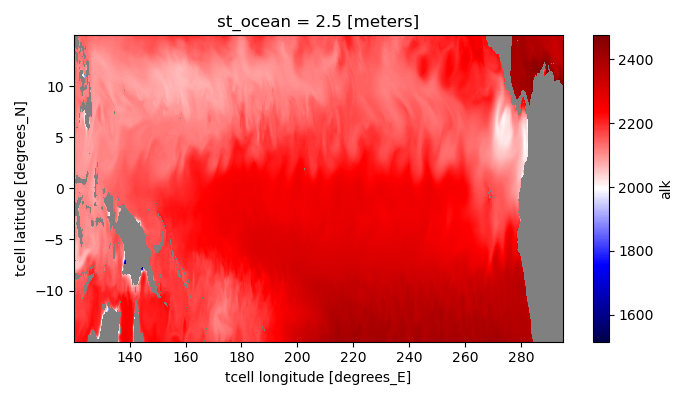 st_ocean = 2.5 [meters]
10
5
0
−5
−10
tcell latitude [degrees_N]
140 160 180 200 220 240 260 280
tcell longitude [degrees_E]
2400
2200
2000
1800
1600
alk